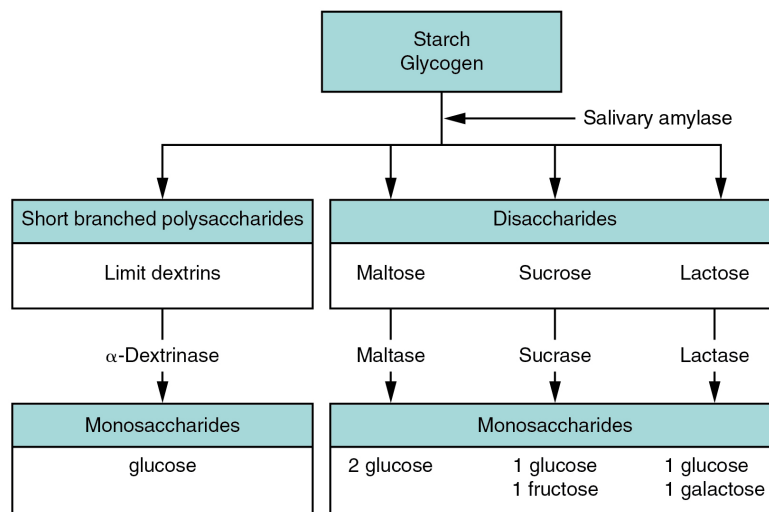 Starch
Glycogen
Salivary amylase
Short branched polysaccharides
Disaccharides
Limit dextrins
Maltose
Sucrose
Lactose
α-Dextrinase
Maltase
Sucrase
Lactase
Monosaccharides
Monosaccharides
glucose
2 glucose
1 glucose
1 fructose
1 glucose
1 galactose